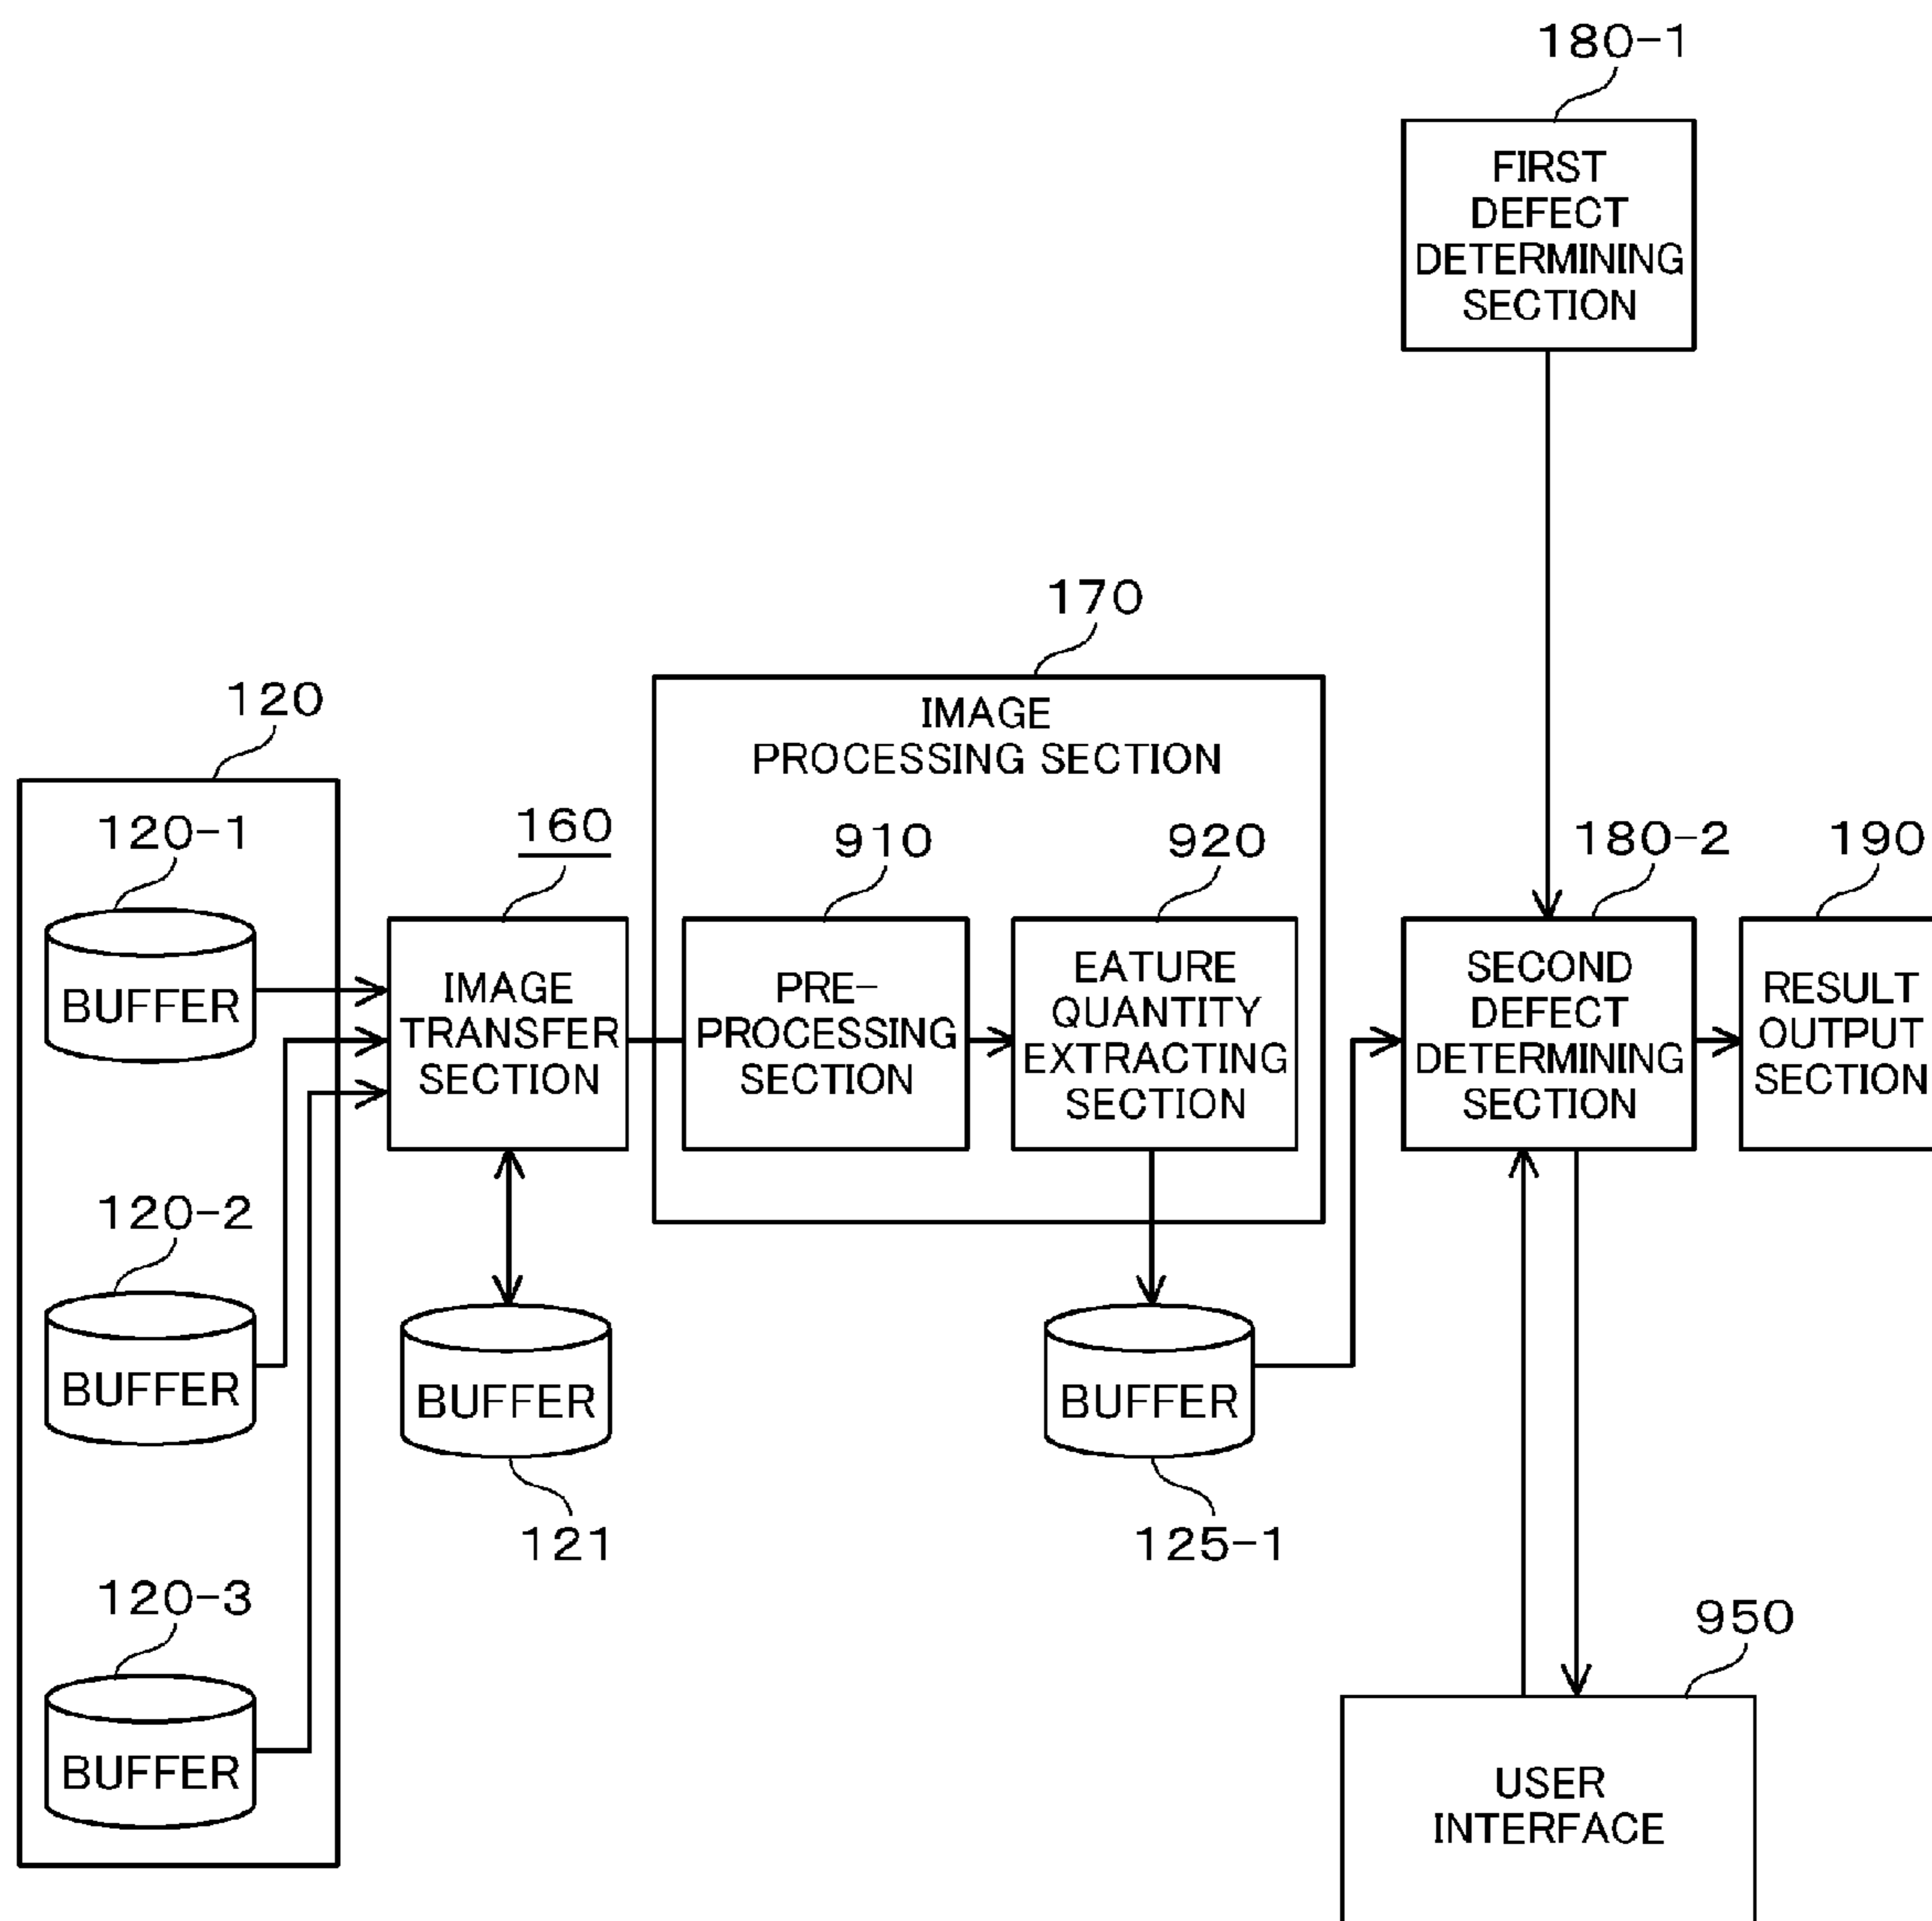 180-1
FIRST
DEFECT
DETERMINING
SECTION
170
120
IMAGE
PROCESSING SECTION
120-1
160
910
920
180-2
190
BUFFER
IMAGE
TRANSFER
SECTION
PRE-
PROCESSING
SECTION
EATURE
QUANTITY
EXTRACTING
SECTION
SECOND
DEFECT
DETERMINING
SECTION
RESULT
OUTPUT
SECTION
120-2
BUFFER
BUFFER
121
BUFFER
125-1
120-3
BUFFER
950
USER
INTERFACE